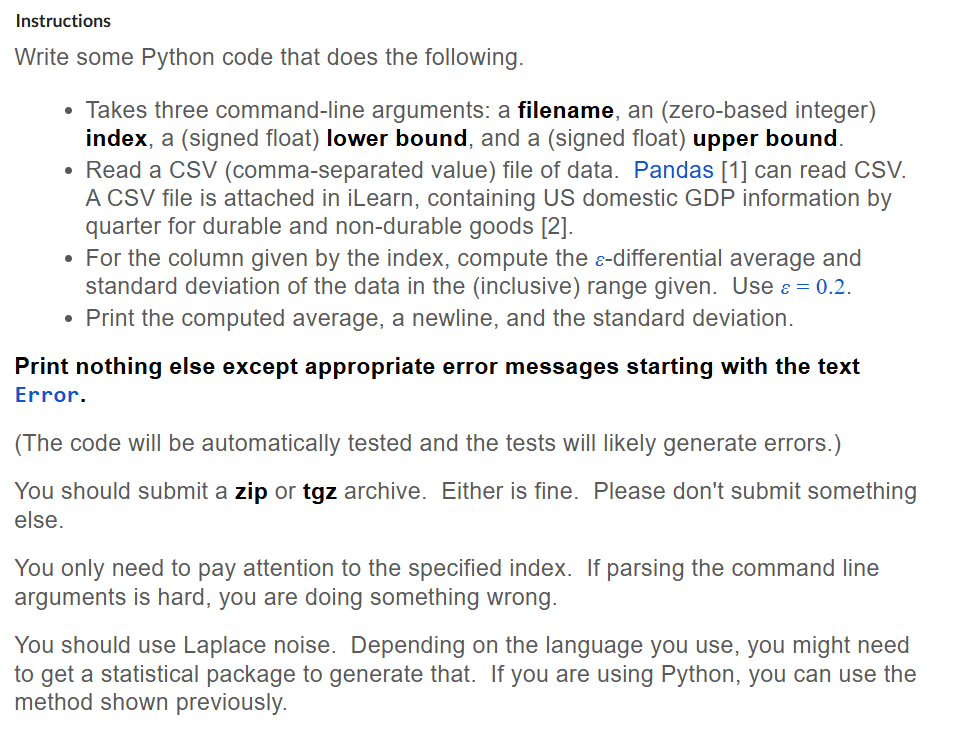 Instructions
Write some Python code that does the following.
• Takes three command-line arguments: a filename, an (zero-based integer)
index, a (signed float) lower bound, and a (signed float) upper bound.
• Read a CSV (comma-separated value) file of data.  Pandas [1] can read CSV.
A CSV file is attached in iLearn, containing US domestic GDP information by
quarter for durable and non-durable goods [2].
• For the column given by the index, compute the ε-differential average and
standard deviation of the data in the (inclusive) range given.  Use ε = 0.2.
• Print the computed average, a newline, and the standard deviation.
Print nothing else except appropriate error messages starting with the text
Error.
(The code will be automatically tested and the tests will likely generate errors.)
You should submit a zip or tgz archive.  Either is fine.  Please don't submit something
else.
You only need to pay attention to the specified index.  If parsing the command line
arguments is hard, you are doing something wrong.
You should use Laplace noise.  Depending on the language you use, you might need
to get a statistical package to generate that.  If you are using Python, you can use the
method shown previously.